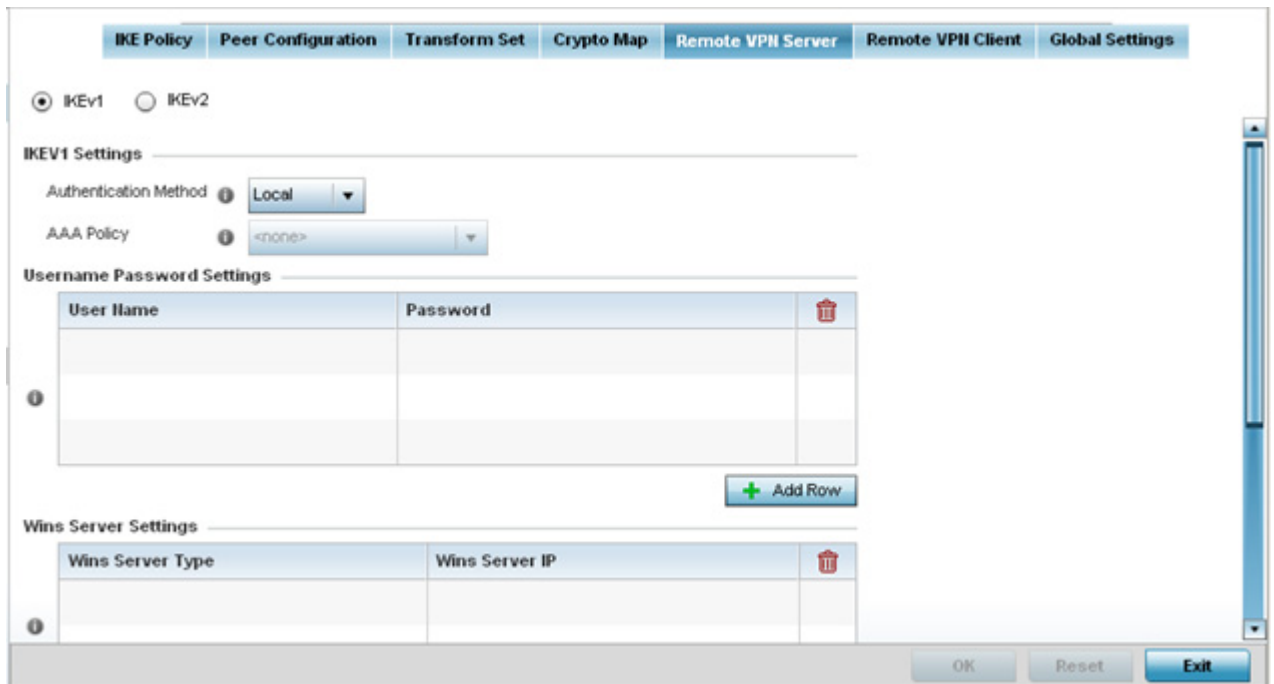 IKE Policy Peer Configuration Transform Set Crypto Map Remote VPN Server Remote VPN Client Global Settings
IKEv1 IKEv2
IKEV1 Settings
Authentication Method Local
AAA Policy <none>
Username Password Settings
User Name Password
Add Row
Wins Server Settings
Wins Server Type Wins Server IP
OK Reset Exit